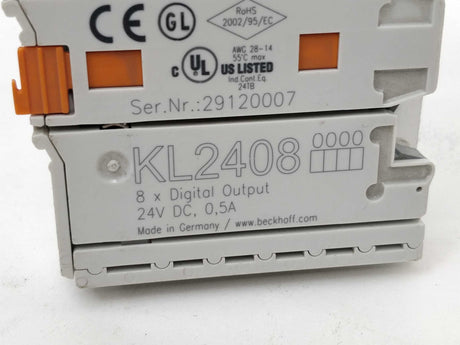 CE GL
RoHS
2002/95/EC
AWG 28-14
55°C max
c UL US LISTED
Ind Cont Eq.
24TB
Ser.Nr.:29120007
KL2408 0000
8 x Digital Output
24V DC, 0,5A
Made in Germany / www.beckhoff.com